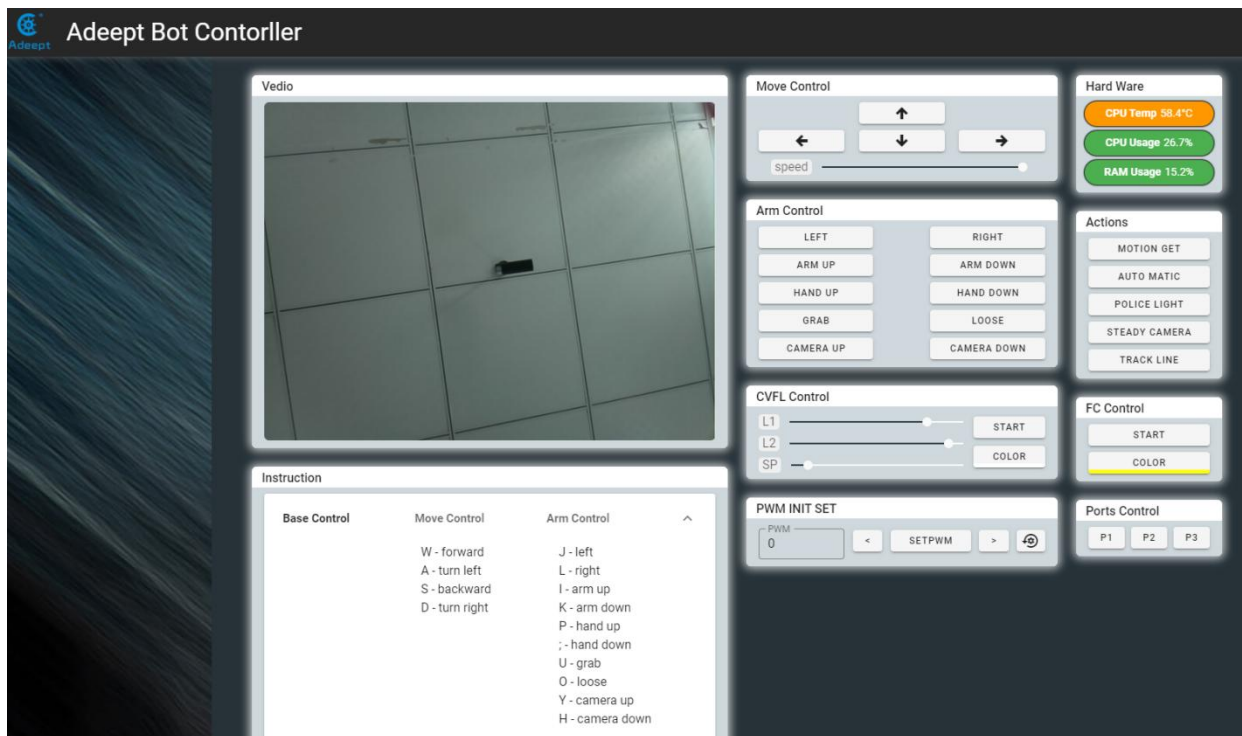 Adeept
Adeept Bot Contorller
Vedio
Instruction
Base Control
Move Control
W - forward
A - turn left
S - backward
D - turn right
Arm Control
J - left
L - right
I - arm up
K - arm down
P - hand up
; - hand down
U - grab
O - loose
Y - camera up
H - camera down
Move Control
speed
Arm Control
LEFT RIGHT
ARM UP ARM DOWN
HAND UP HAND DOWN
GRAB LOOSE
CAMERA UP CAMERA DOWN
CVFL Control
L1
L2
SP
START
COLOR
PWM INIT SET
PWM
0
< SETPWM >
Hard Ware
CPU Temp 58.4°C
CPU Usage 26.7%
RAM Usage 15.2%
Actions
MOTION GET
AUTO MATIC
POLICE LIGHT
STEADY CAMERA
TRACK LINE
FC Control
START
COLOR
Ports Control
P1 P2 P3